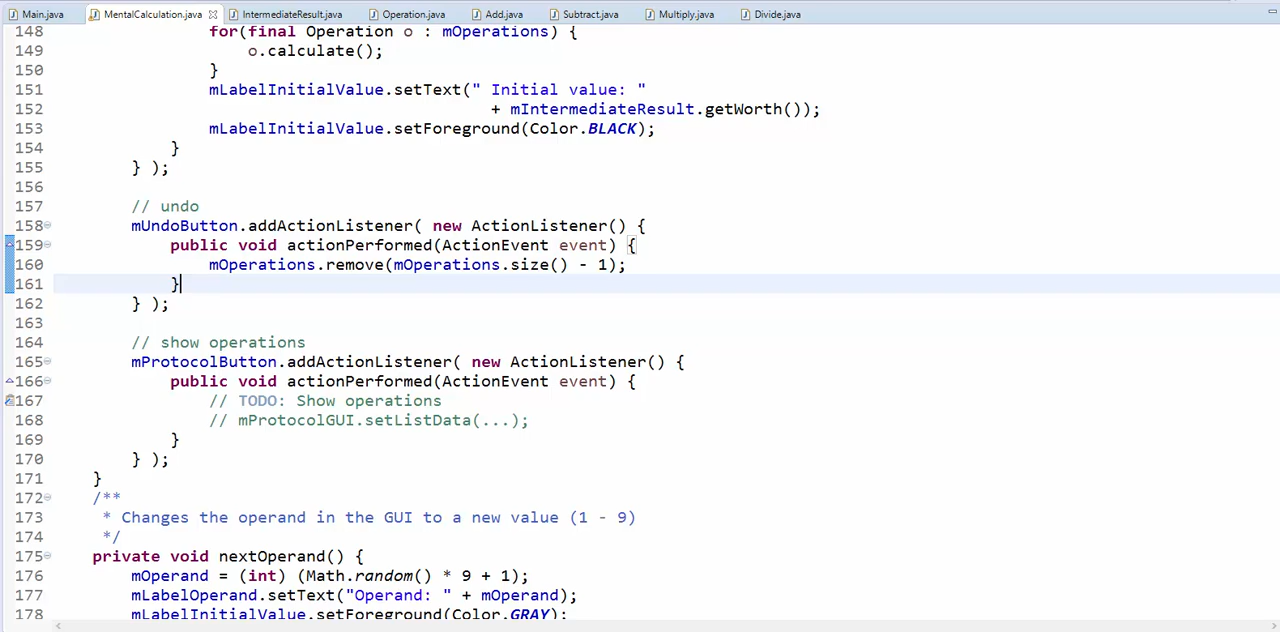 Main.java MentalCalculation.java IntermediateResult.java Operation.java Add.java Subtract.java Multiply.java Divide.java
148 for(final Operation o : mOperations) {
149 o.calculate();
150 }
151 mLabelInitialValue.setText(" Initial value: "
152 + mIntermediateResult.getWorth());
153 mLabelInitialValue.setForeground(Color.BLACK);
154 }
155 } );
156
157 // undo
158 mUndoButton.addActionListener( new ActionListener() {
159 public void actionPerformed(ActionEvent event) {
160 mOperations.remove(mOperations.size() - 1);
161 }
162 } );
163
164 // show operations
165 mProtocolButton.addActionListener( new ActionListener() {
166 public void actionPerformed(ActionEvent event) {
167 // TODO: Show operations
168 // mProtocolGUI.setListData(...);
169 }
170 } );
171 }
172 /**
173 * Changes the operand in the GUI to a new value (1 - 9)
174 */
175 private void nextOperand() {
176 mOperand = (int) (Math.random() * 9 + 1);
177 mLabelOperand.setText("Operand: " + mOperand);
178 mLabelInitialValue.setForeground(Color.GRAY);